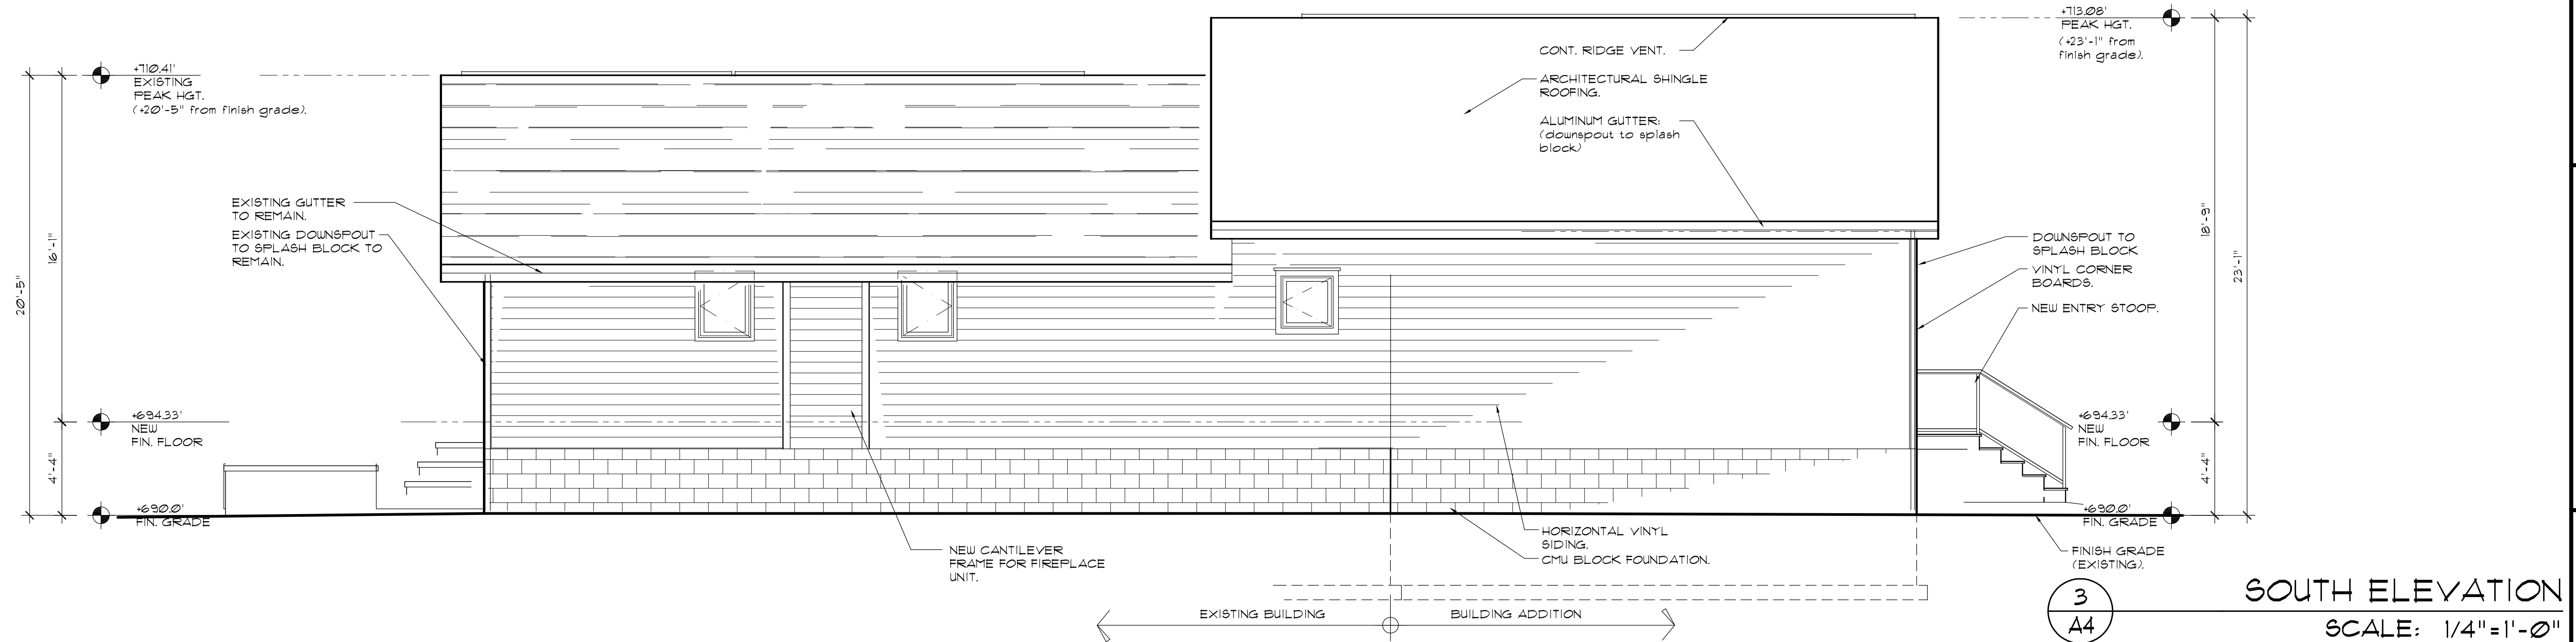 +710.41'
EXISTING
PEAK HGT.
(+20'-5" from finish grade).
20'-5"
16'-1"
4'-4"
EXISTING GUTTER
TO REMAIN.
EXISTING DOWNSPOUT
TO SPLASH BLOCK TO
REMAIN.
+694.33'
NEW
FIN. FLOOR
+690.0'
FIN. GRADE
CONT. RIDGE VENT.
ARCHITECTURAL SHINGLE
ROOFING.
ALUMINUM GUTTER:
(downspout to splash
block)
+713.08'
PEAK HGT.
(+23'-1" from
finish grade).
18'-9"
23'-1"
4'-4"
DOWNSPOUT TO
SPLASH BLOCK
VINYL CORNER
BOARDS.
NEW ENTRY STOOP.
+694.33'
NEW
FIN. FLOOR
+690.0'
FIN. GRADE
FINISH GRADE
(EXISTING).
NEW CANTILEVER
FRAME FOR FIREPLACE
UNIT.
HORIZONTAL VINYL
SIDING.
CMU BLOCK FOUNDATION.
EXISTING BUILDING
BUILDING ADDITION
3
A4
SOUTH ELEVATION
SCALE: 1/4"=1'-0"